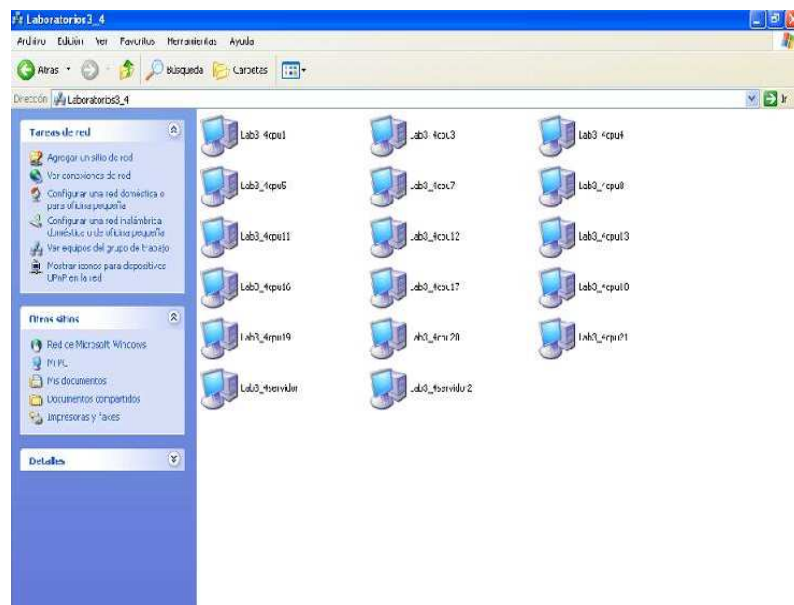 Laboratorios3_4
Archivo Edición Ver Favoritos Herramientas Ayuda
Atras Búsqueda Carpetas
Dirección Laboratorios3_4 Ir
Tareas de red
Agregar un sitio de red
Ver conexiones de red
Configurar una red doméstica o
para oficina pequeña
Configurar una red inalámbrica
doméstica o de oficina pequeña
Ver equipos del grupo de trabajo
Mostrar iconos para dispositivos
UPnP en la red
Otros sitios
Red de Microsoft Windows
Mi PC
Mis documentos
Documentos compartidos
Impresoras y faxes
Detalles
Lab3_4cpu1 Lab3_4cpu3 Lab3_4cpu4
Lab3_4cpu5 Lab3_4cpu7
Lab3_4cpu11 Lab3_4cpu12 Lab3_4cpu13
Lab3_4cpu16 Lab3_4cpu17
Lab3_4cpu19 Lab3_4cpu20 Lab3_4cpu21
Lab3_4servidor Lab3_4servidor2